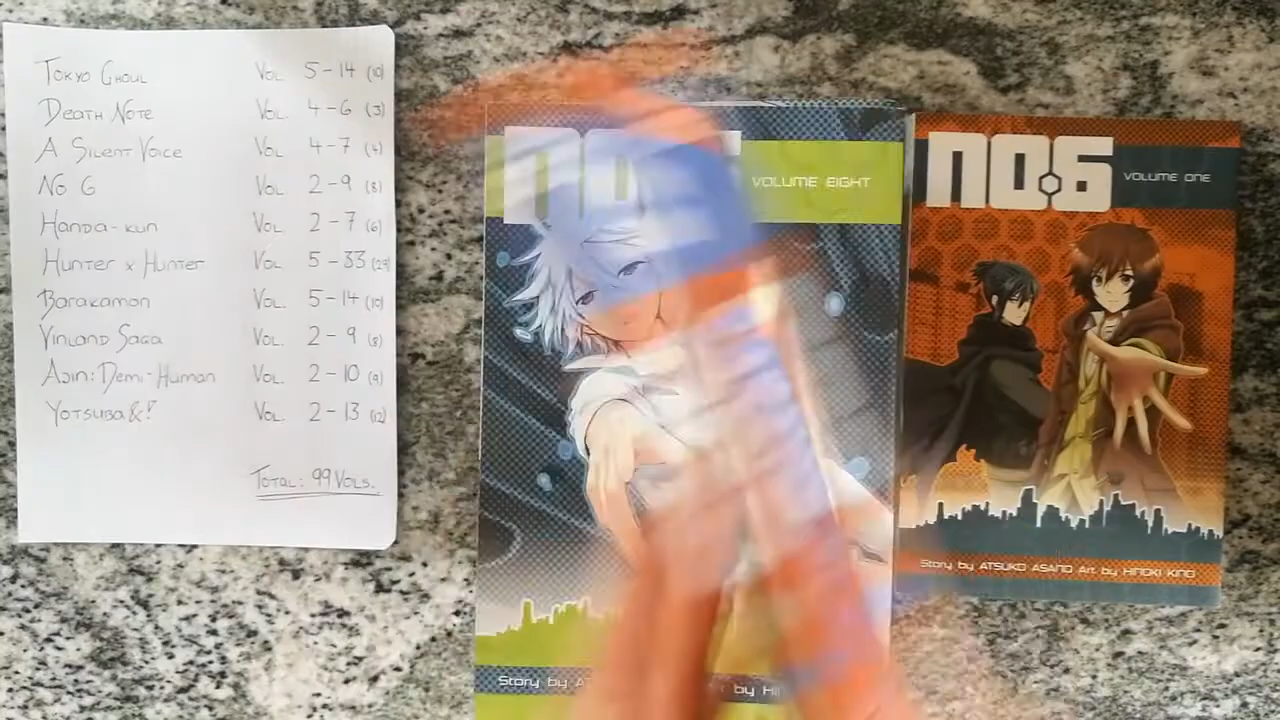 Tokyo Ghoul Vol. 5-14 (10)
Death Note Vol. 4-6 (3)
A Silent Voice Vol. 4-7 (4)
No 6 Vol. 2-9 (8)
Handa-kun Vol. 2-7 (6)
Hunter x Hunter Vol. 5-33 (29)
Barakamon Vol. 5-14 (10)
Vinland Saga Vol. 2-9 (8)
Ajin: Demi-Human Vol. 2-10 (9)
Yotsuba&! Vol. 2-13 (12)
Total: 99 Vols.
VOLUME EIGHT
Story by
by
NO.6 VOLUME ONE
Story by ATSUKO ASANO Art by HINOKI KINO